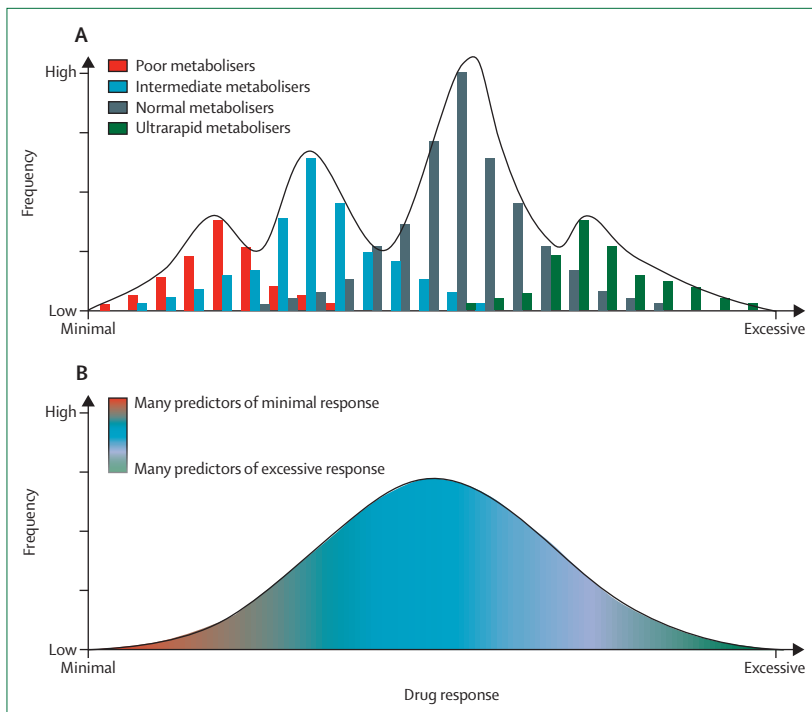 A
High
Poor metabolisers
Intermediate metabolisers
Normal metabolisers
Ultrarapid metabolisers
Frequency
Low
Minimal
Excessive
B
High
Many predictors of minimal response
Many predictors of excessive response
Frequency
Low
Minimal
Excessive
Drug response